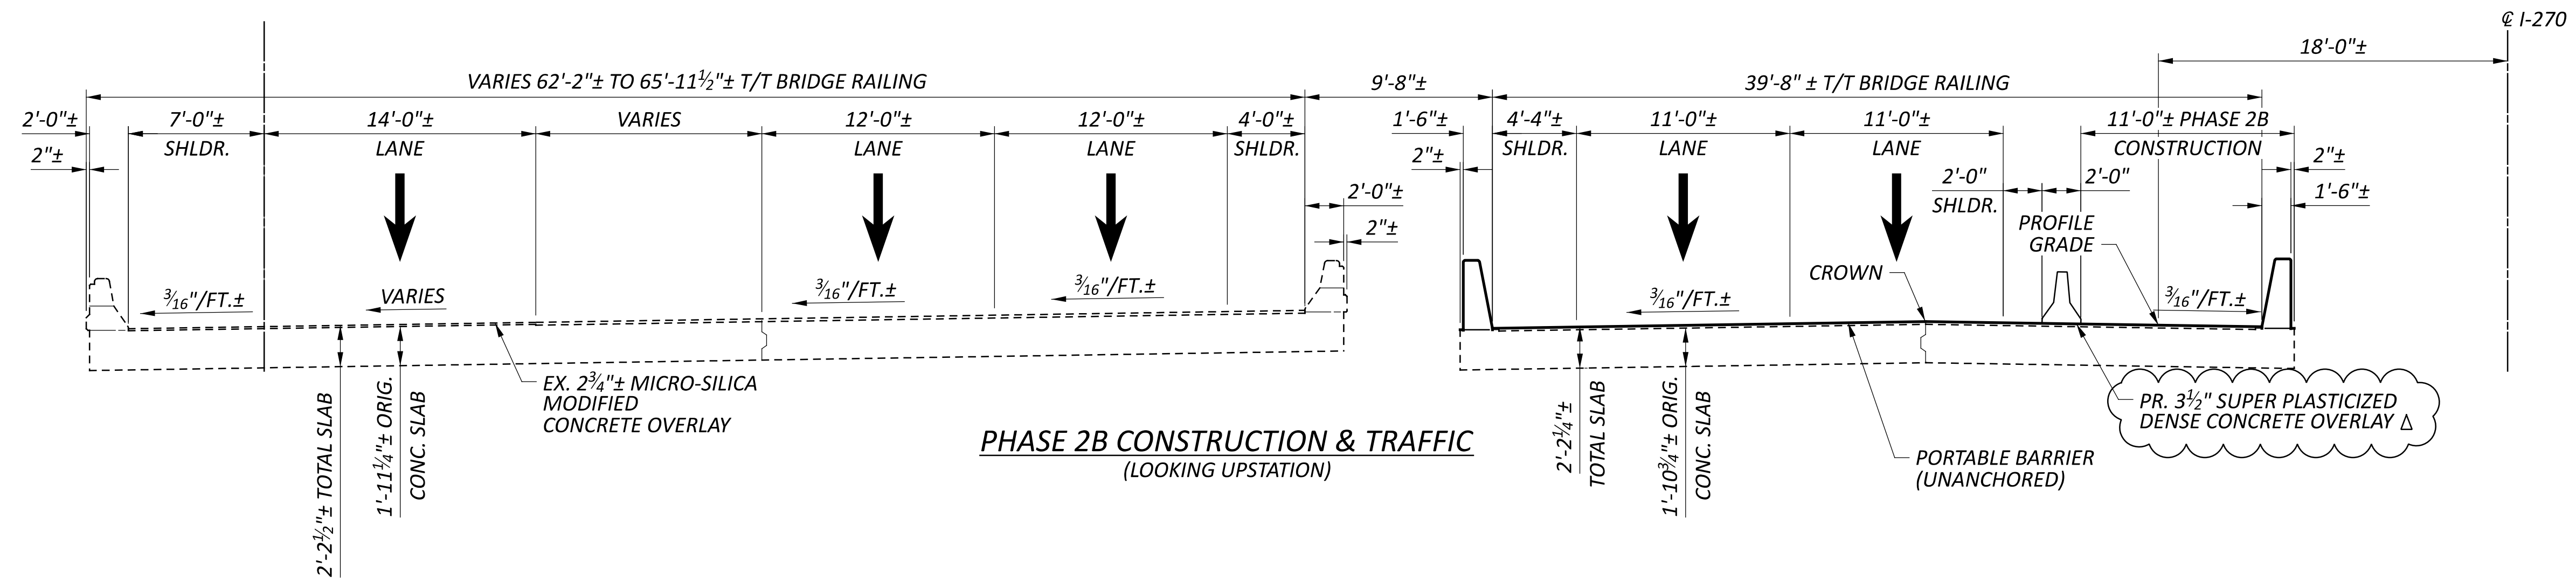 ℄ I-270
18'-0"±
VARIES 62'-2"± TO 65'-11½"± T/T BRIDGE RAILING
9'-8"±
39'-8" ± T/T BRIDGE RAILING
2'-0"±
7'-0"±
SHLDR.
14'-0"±
LANE
VARIES
12'-0"±
LANE
12'-0"±
LANE
4'-0"±
SHLDR.
1'-6"±
4'-4"±
SHLDR.
11'-0"±
LANE
11'-0"±
LANE
11'-0"± PHASE 2B
CONSTRUCTION
2"±
2"±
2"±
2'-0"
SHLDR.
2'-0"
1'-6"±
2'-0"±
2"±
PROFILE
GRADE
CROWN
3/16"/FT.±
VARIES
3/16"/FT.±
3/16"/FT.±
3/16"/FT.±
3/16"/FT.±
EX. 2¾"± MICRO-SILICA
MODIFIED
CONCRETE OVERLAY
2'-2½"± TOTAL SLAB
1'-11¼"± ORIG.
CONC. SLAB
2'-2¼"±
TOTAL SLAB
1'-10¾"± ORIG.
CONC. SLAB
PORTABLE BARRIER
(UNANCHORED)
PR. 3½" SUPER PLASTICIZED
DENSE CONCRETE OVERLAY Δ
PHASE 2B CONSTRUCTION & TRAFFIC
(LOOKING UPSTATION)